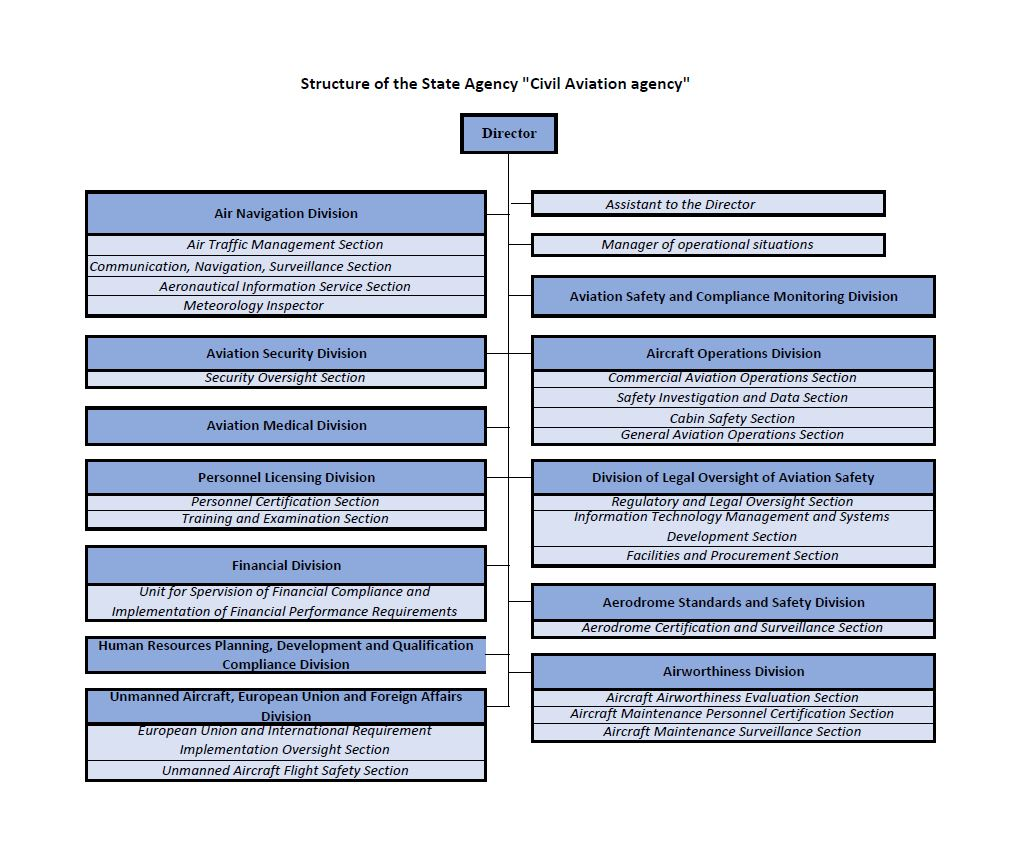 Structure of the State Agency "Civil Aviation agency"
Director
Air Navigation Division
Air Traffic Management Section
Communication, Navigation, Surveillance Section
Aeronautical Information Service Section
Meteorology Inspector
Aviation Security Division
Security Oversight Section
Aviation Medical Division
Personnel Licensing Division
Personnel Certification Section
Training and Examination Section
Financial Division
Unit for Spervision of Financial Compliance and
Implementation of Financial Performance Requirements
Human Resources Planning, Development and Qualification
Compliance Division
Unmanned Aircraft, European Union and Foreign Affairs
Division
European Union and International Requirement
Implementation Oversight Section
Unmanned Aircraft Flight Safety Section
Assistant to the Director
Manager of operational situations
Aviation Safety and Compliance Monitoring Division
Aircraft Operations Division
Commercial Aviation Operations Section
Safety Investigation and Data Section
Cabin Safety Section
General Aviation Operations Section
Division of Legal Oversight of Aviation Safety
Regulatory and Legal Oversight Section
Information Technology Management and Systems
Development Section
Facilities and Procurement Section
Aerodrome Standards and Safety Division
Aerodrome Certification and Surveillance Section
Airworthiness Division
Aircraft Airworthiness Evaluation Section
Aircraft Maintenance Personnel Certification Section
Aircraft Maintenance Surveillance Section